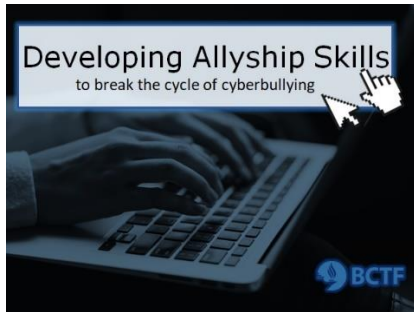 Developing Allyship Skills
to break the cycle of cyberbullying
BCTF